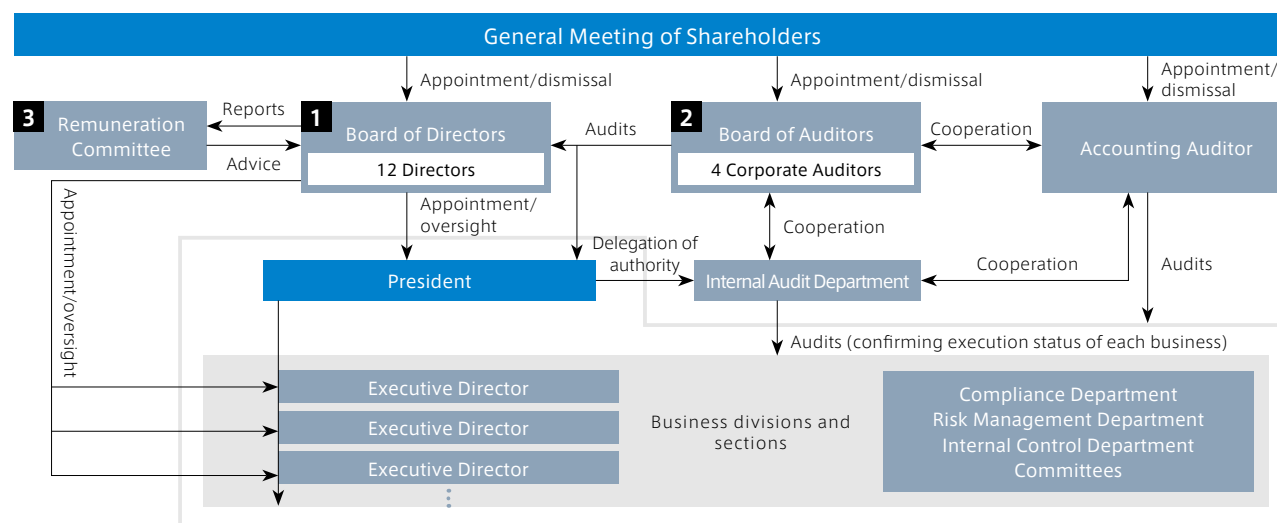 General Meeting of Shareholders
Appointment/dismissal
Appointment/dismissal
Appointment/
dismissal
3
Remuneration
Committee
Reports
Advice
1
Board of Directors
12 Directors
Audits
2
Board of Auditors
4 Corporate Auditors
Cooperation
Accounting Auditor
Appointment/oversight
Appointment/
oversight
Cooperation
Delegation of
authority
President
Internal Audit Department
Cooperation
Audits
Audits (confirming execution status of each business)
Executive Director
Executive Director
Executive Director
Business divisions and
sections
Compliance Department
Risk Management Department
Internal Control Department
Committees